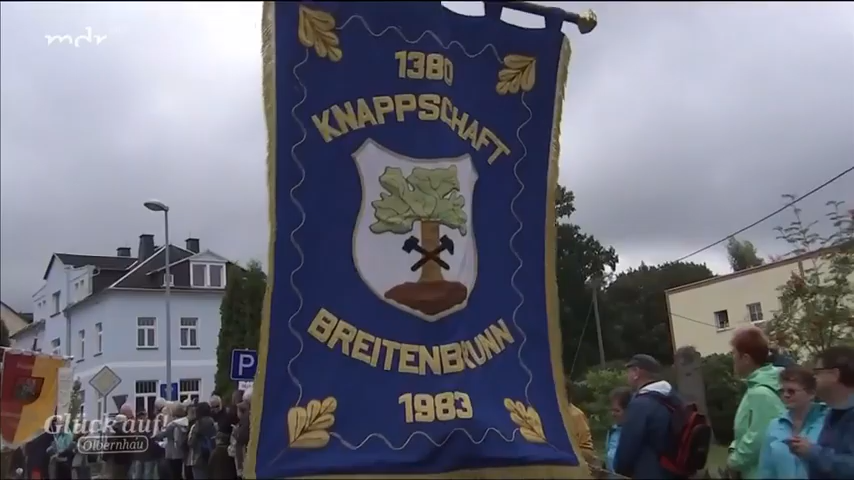 mdr
1380
KNAPPSCHAFT
BREITENBRUNN
1983
P
Glück auf!
Olbernhau